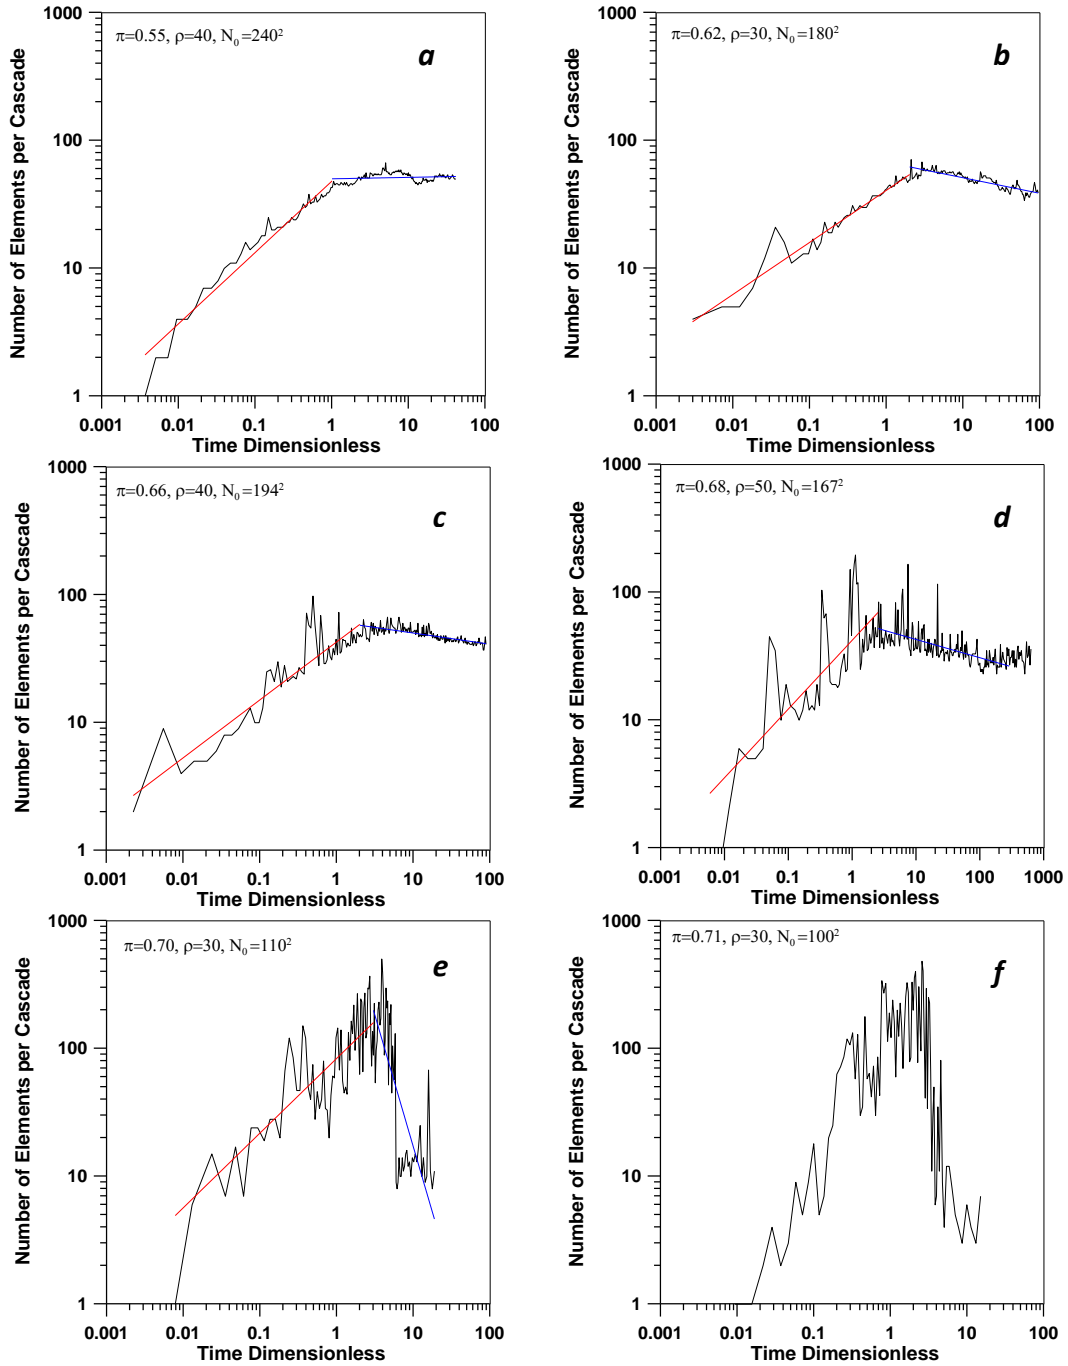 π=0.55, ρ=40, N₀=240²
a
Number of Elements per Cascade
1000
100
10
1
0.001 0.01 0.1 1 10 100
Time Dimensionless
π=0.62, ρ=30, N₀=180²
b
Number of Elements per Cascade
1000
100
10
1
0.001 0.01 0.1 1 10 100
Time Dimensionless
π=0.66, ρ=40, N₀=194²
c
Number of Elements per Cascade
1000
100
10
1
0.001 0.01 0.1 1 10 100
Time Dimensionless
π=0.68, ρ=50, N₀=167²
d
Number of Elements per Cascade
1000
100
10
1
0.001 0.01 0.1 1 10 100 1000
Time Dimensionless
π=0.70, ρ=30, N₀=110²
e
Number of Elements per Cascade
1000
100
10
1
0.001 0.01 0.1 1 10 100
Time Dimensionless
π=0.71, ρ=30, N₀=100²
f
Number of Elements per Cascade
1000
100
10
1
0.001 0.01 0.1 1 10 100
Time Dimensionless